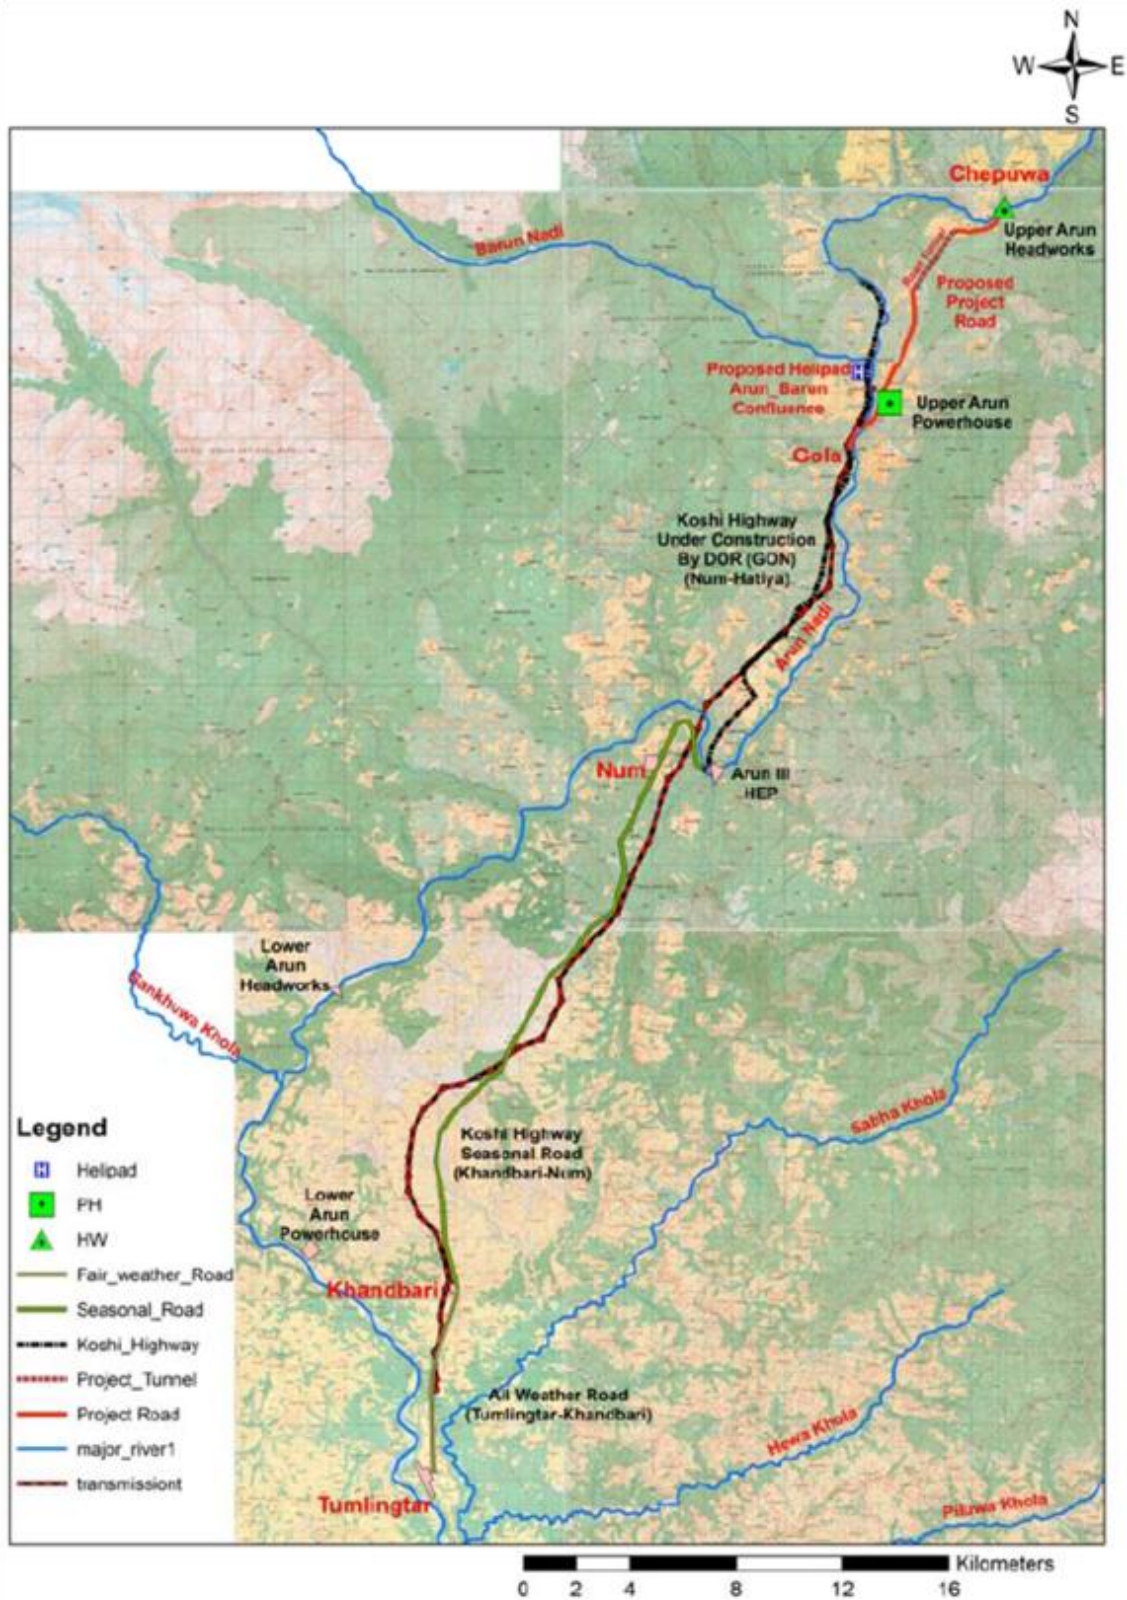 N
W E
S
Chepuwa
Upper Arun
Headworks
Barun Nadi
Proposed
Project
Road
Proposed Helipad
Arun_Barun
Confluence
H
Upper Arun
Powerhouse
Gola
Koshi Highway
Under Construction
By DOR (GON)
(Num-Hatiya)
Arun Nadi
Num
Arun III
HEP
Lower
Arun
Headworks
Sankhuwa Khola
Sabha Khola
Koshi Highway
Seasonal Road
(Khandbari-Num)
Lower
Arun
Powerhouse
Khandbari
All Weather Road
(Tumlingtar-Khandbari)
Hewa Khola
Tumlingtar
Piluwa Khola
Legend
H Helipad
PH
HW
Fair_weather_Road
Seasonal_Road
Koshi_Highway
Project_Tunnel
Project Road
major_river1
transmissiont
Kilometers
0 2 4 8 12 16